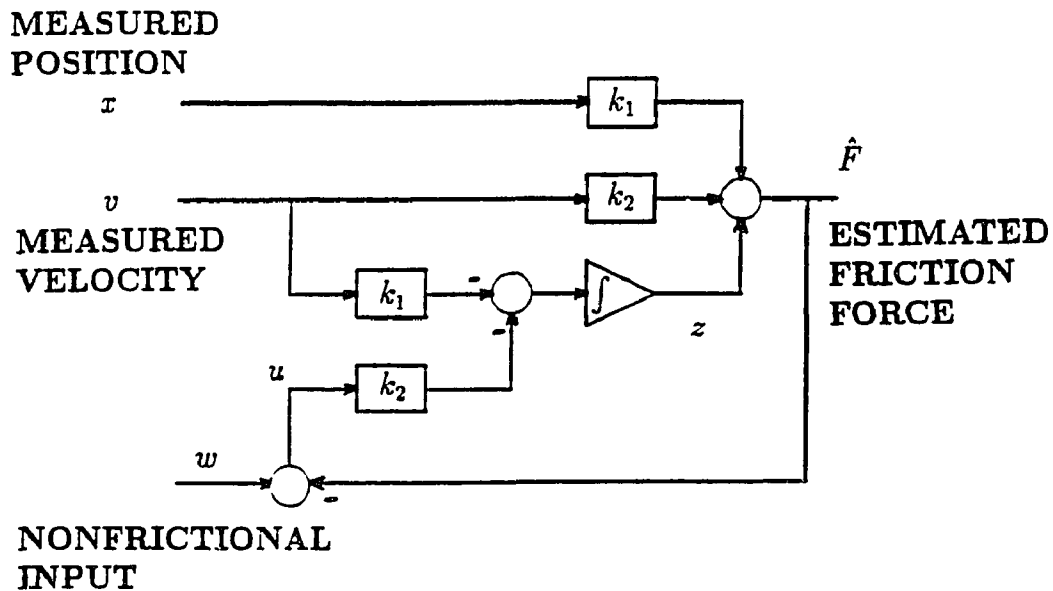 MEASURED
POSITION
x
k₁
F̂
v
k₂
MEASURED
VELOCITY
ESTIMATED
FRICTION
FORCE
k₁
-
∫
-
z
u
k₂
w
-
NONFRICTIONAL
INPUT